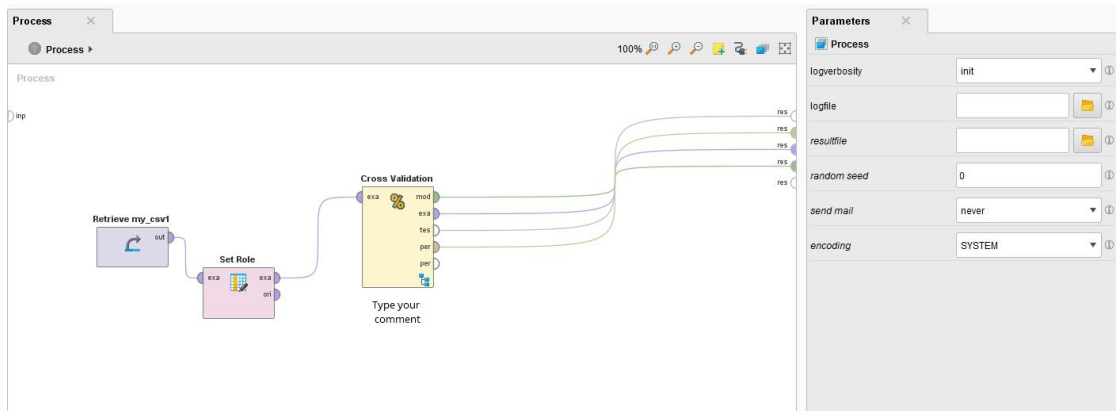 Process
Process
100%
Process
inp
res
res
res
res
res
Retrieve my_csv1
out
Set Role
exa
exa
ori
Cross Validation
exa
mod
exa
tes
per
per
Type your
comment
Parameters
Process
logverbosity
init
logfile
resultfile
random seed
0
send mail
never
encoding
SYSTEM